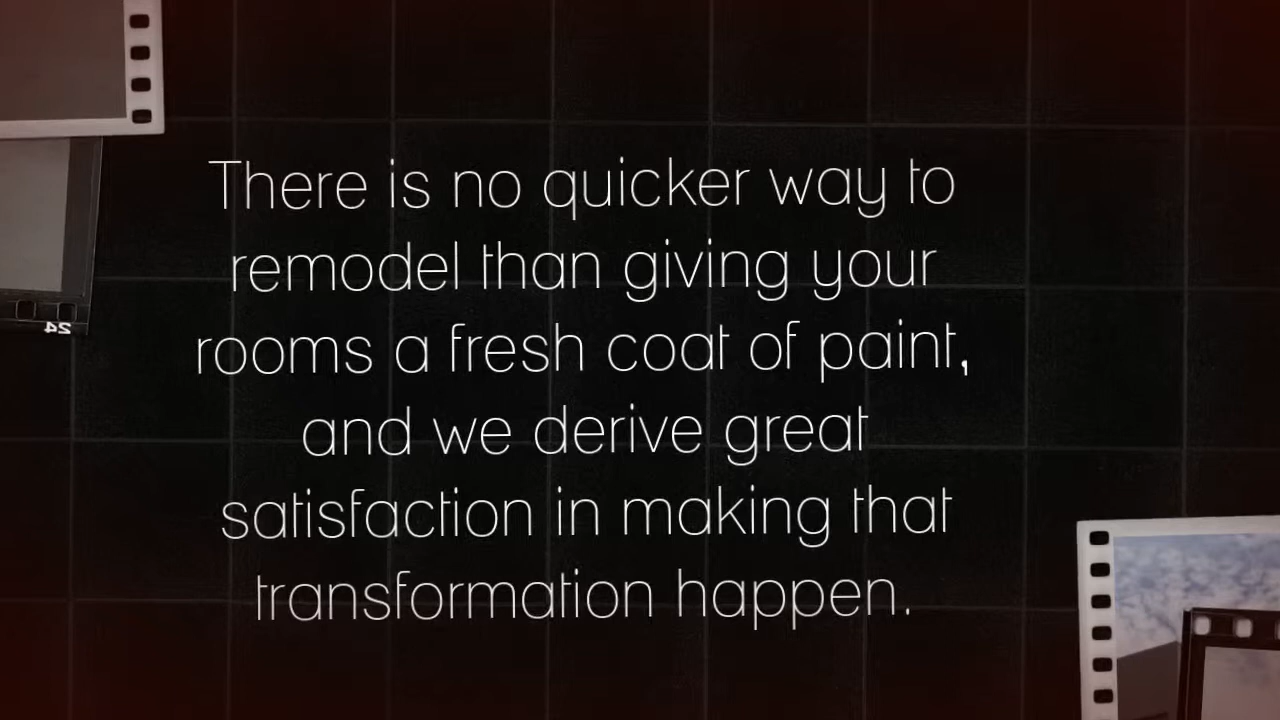 There is no quicker way to
remodel than giving your
rooms a fresh coat of paint,
and we derive great
satisfaction in making that
transformation happen.
24